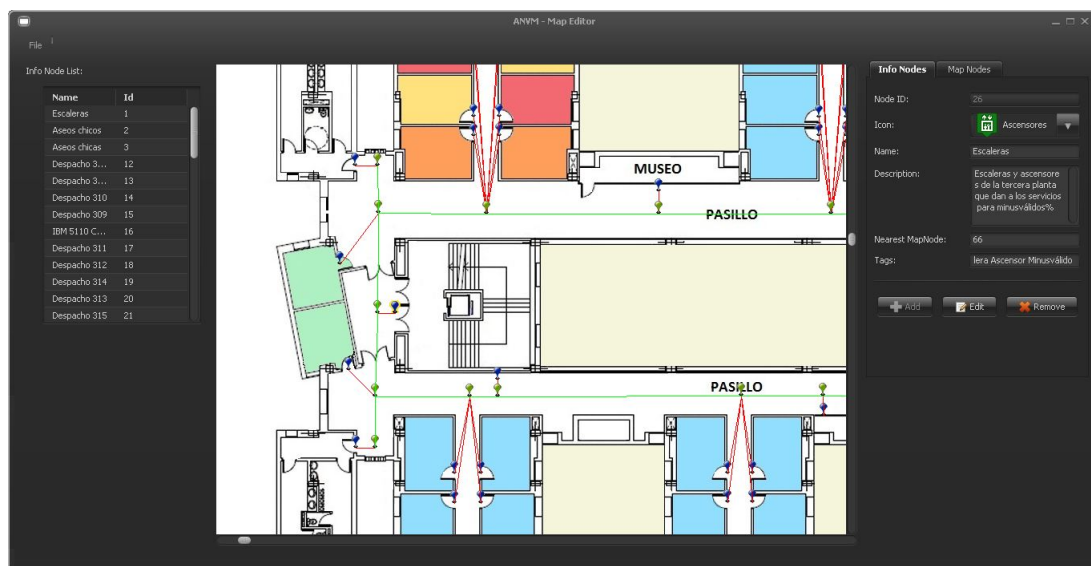 ANVM - Map Editor
File
Info Node List:
Name Id
Escaleras 1
Aseos chicos 2
Aseos chicas 3
Despacho 3... 12
Despacho 3... 13
Despacho 310 14
Despacho 309 15
IBM 5110 C... 16
Despacho 311 17
Despacho 312 18
Despacho 314 19
Despacho 313 20
Despacho 315 21
MUSEO
PASILLO
PASILLO
Info Nodes Map Nodes
Node ID: 26
Icon: Ascensores
Name: Escaleras
Description: Escaleras y ascensore
s de la tercera planta
que dan a los servicios
para minusválidos%
Nearest MapNode: 66
Tags: lera Ascensor Minusválido
Add Edit Remove